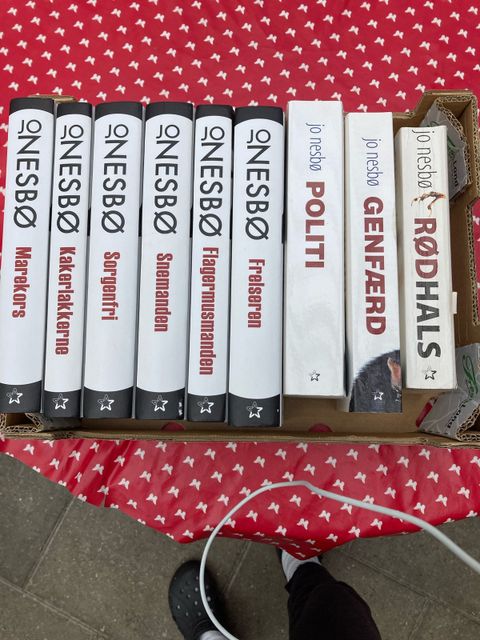 JO NESBØ Marekors
JO NESBØ Kakerlakkerne
JO NESBØ Sorgenfri
JO NESBØ Snemanden
JO NESBØ Flagermusmanden
JO NESBØ Frelseren
jo nesbø POLITI
jo nesbø GENFÆRD
jo nesbø RØDHALS